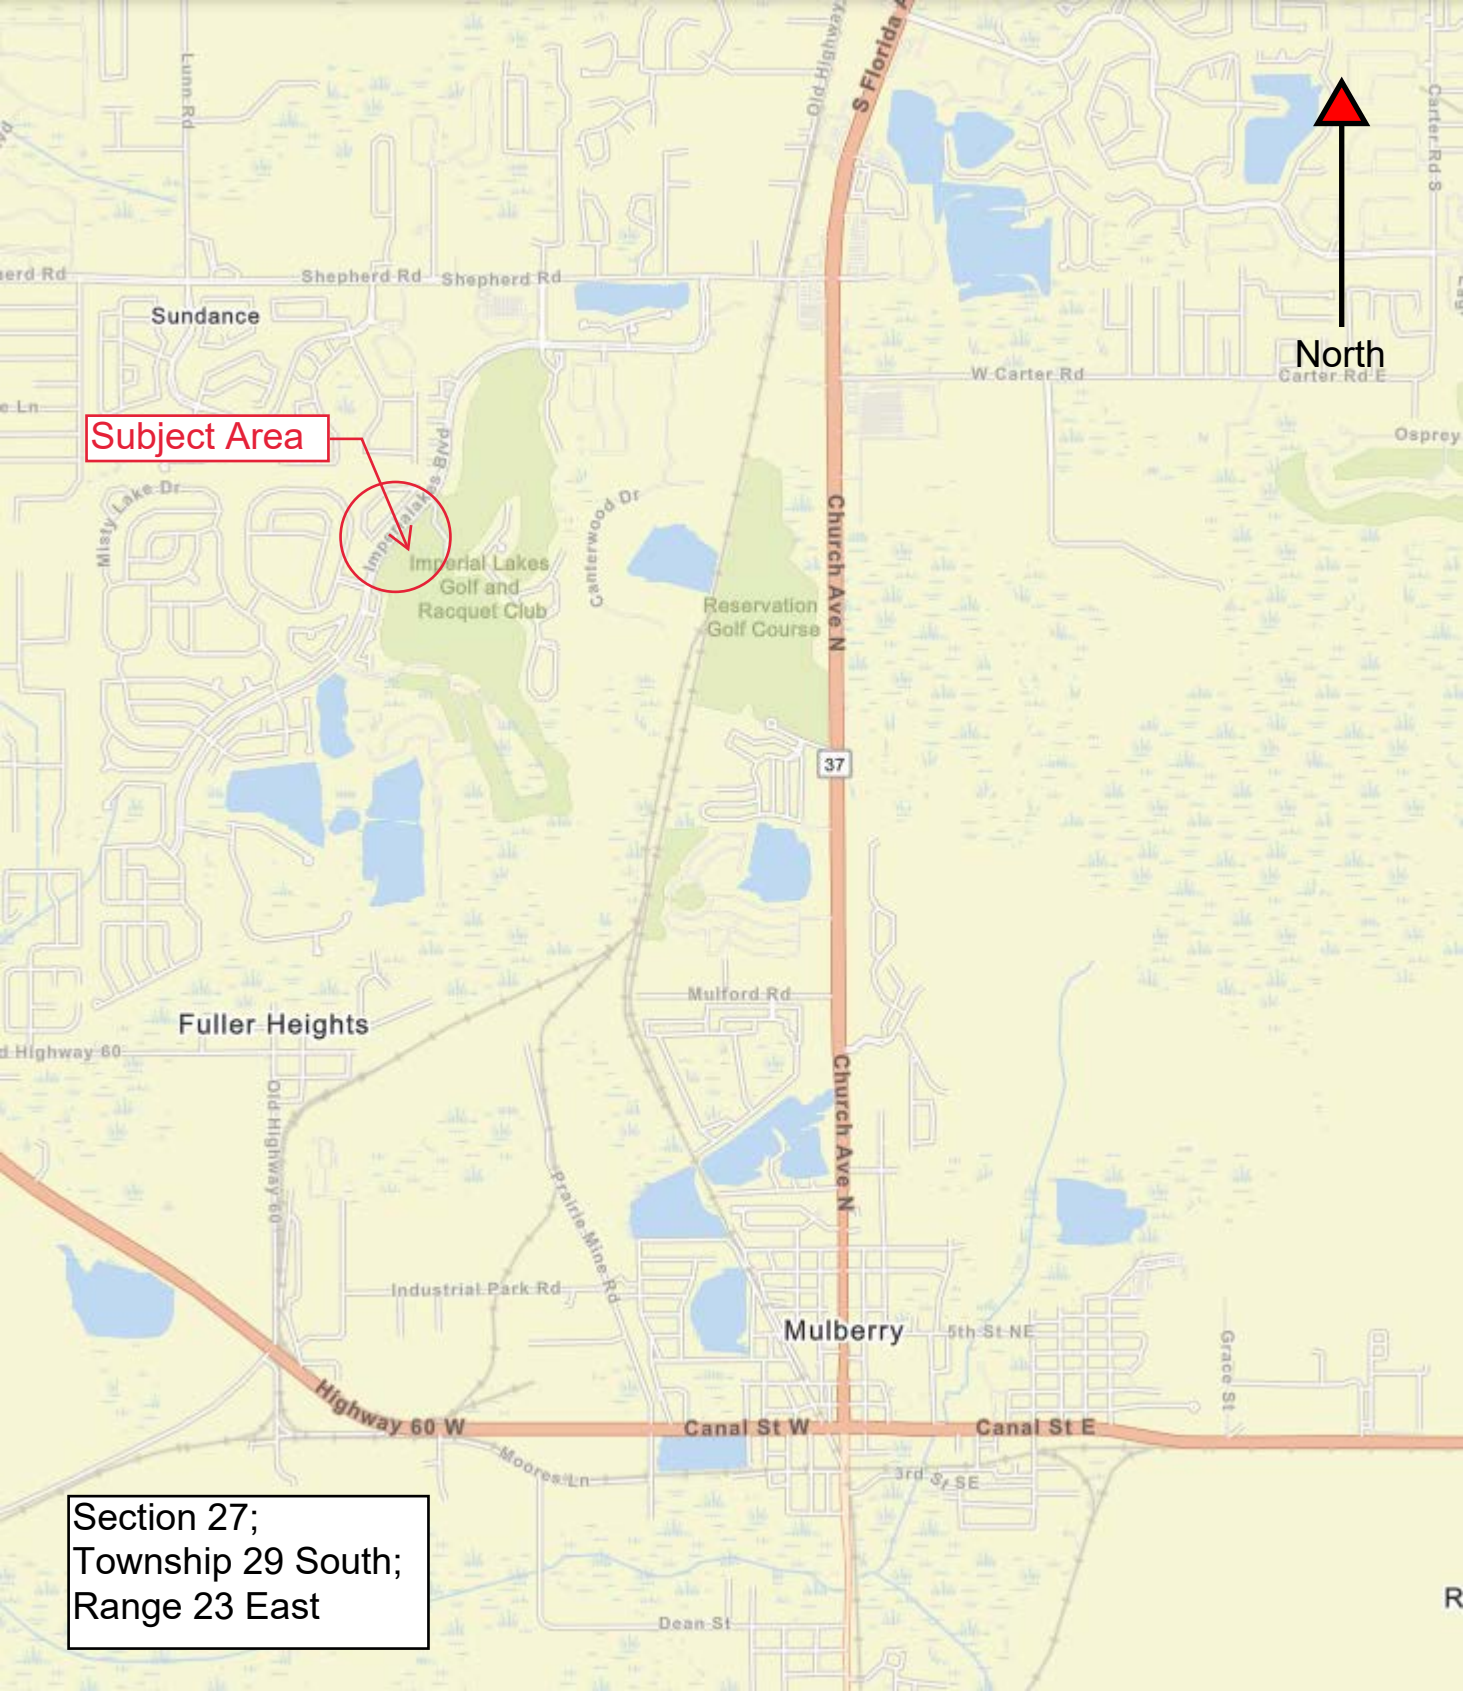 Lunn Rd
Old Highway
S Florida A
Carter Rd S
North
herd Rd
Shepherd Rd
Shepherd Rd
Sundance
W Carter Rd
Carter Rd E
e Ln
Subject Area
Osprey
Imperialakes Blvd
Misty Lake Dr
Canterwood Dr
Church Ave N
Imperial Lakes
Golf and
Racquet Club
Reservation
Golf Course
37
Mulford Rd
Fuller Heights
d Highway 60
Old Highway 60
Church Ave N
Prairie Mine Rd
Industrial Park Rd
Mulberry
5th St NE
Grace St
Highway 60 W
Canal St W
Canal St E
Moores Ln
3rd St SE
Section 27;
Township 29 South;
Range 23 East
Dean St
R